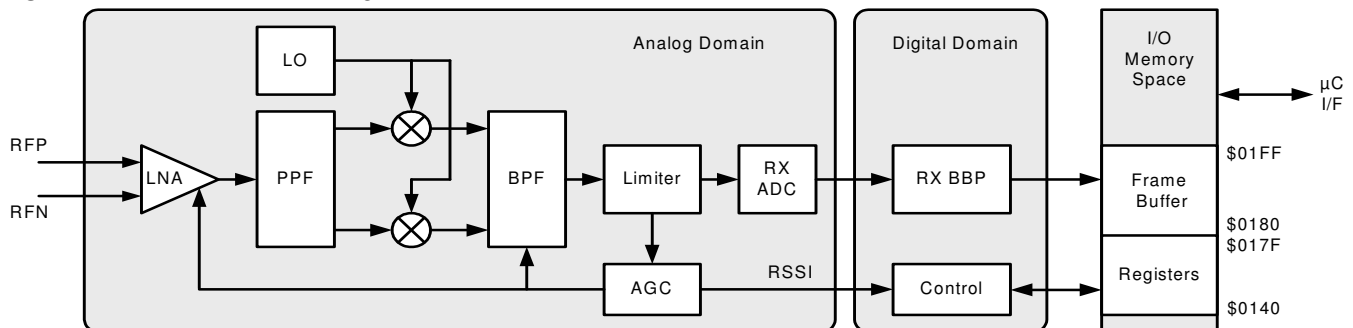 Analog Domain
Digital Domain
I/O
Memory
Space
LO
µC
I/F
RFP
RFN
LNA
PPF
BPF
Limiter
RX
ADC
RX BBP
Frame
Buffer
$01FF
$0180
$017F
AGC
RSSI
Control
Registers
$0140